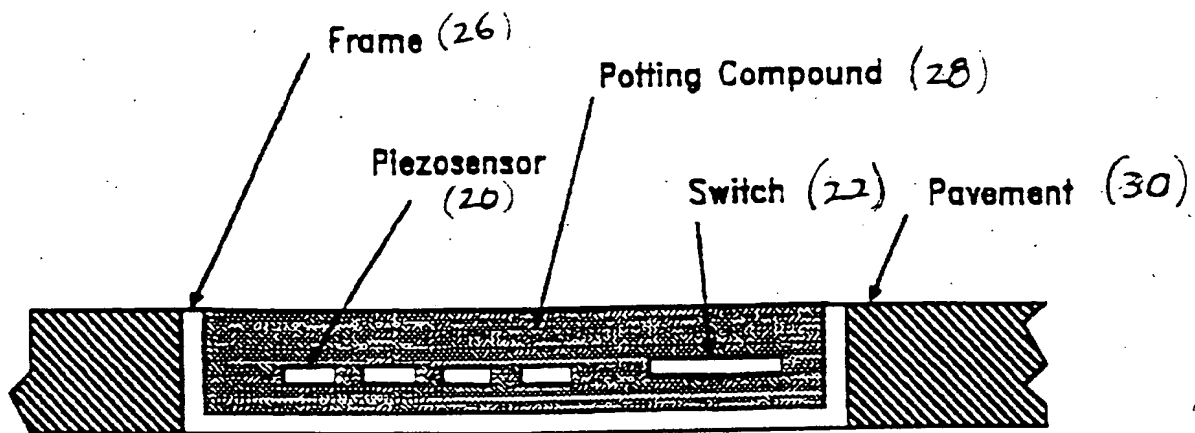 Frame (26)
Potting Compound (28)
Piezosensor
(20)
Switch (22)
Pavement (30)